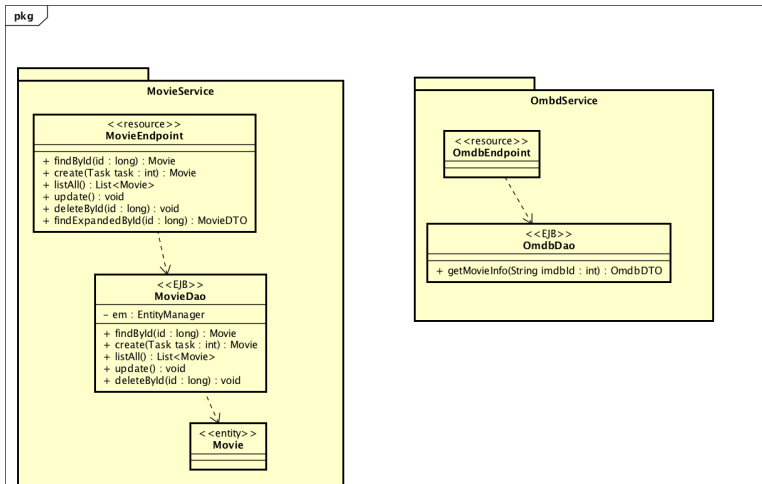 pkg
MovieService
<<resource>>
MovieEndpoint
+ findById(id : long) : Movie
+ create(Task task : int) : Movie
+ listAll() : List<Movie>
+ update() : void
+ deleteById(id : long) : void
+ findExpandedById(id : long) : MovieDTO
<<EJB>>
MovieDao
- em : EntityManager
+ findById(id : long) : Movie
+ create(Task task : int) : Movie
+ listAll() : List<Movie>
+ update() : void
+ deleteById(id : long) : void
<<entity>>
Movie
OmbdService
<<resource>>
OmdbEndpoint
<<EJB>>
OmdbDao
+ getMovieInfo(String imdbId : int) : OmdbDTO